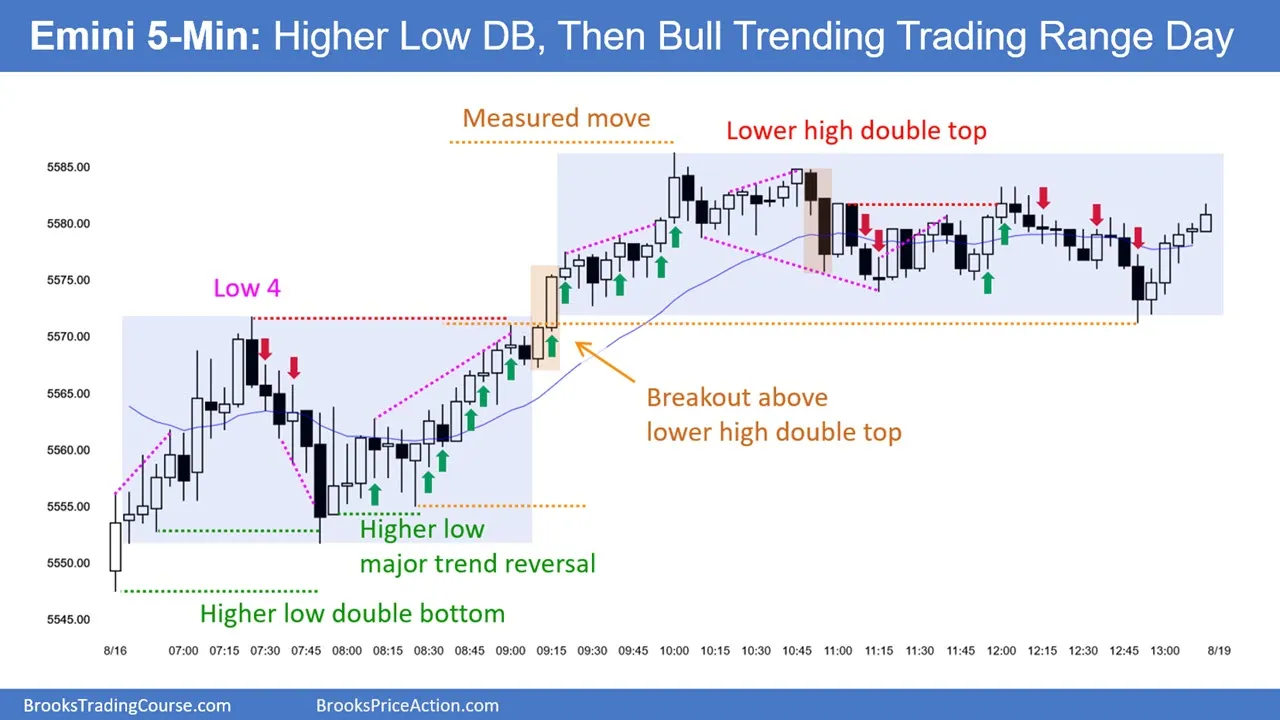 Emini 5-Min: Higher Low DB, Then Bull Trending Trading Range Day
Measured move
Lower high double top
5585.00
5580.00
5575.00
Low 4
5570.00
5565.00
Breakout above
lower high double top
5560.00
5555.00
Higher low
major trend reversal
5550.00
Higher low double bottom
5545.00
8/16 07:00 07:15 07:30 07:45 08:00 08:15 08:30 08:45 09:00 09:15 09:30 09:45 10:00 10:15 10:30 10:45 11:00 11:15 11:30 11:45 12:00 12:15 12:30 12:45 13:00 8/19
BrooksTradingCourse.com BrooksPriceAction.com